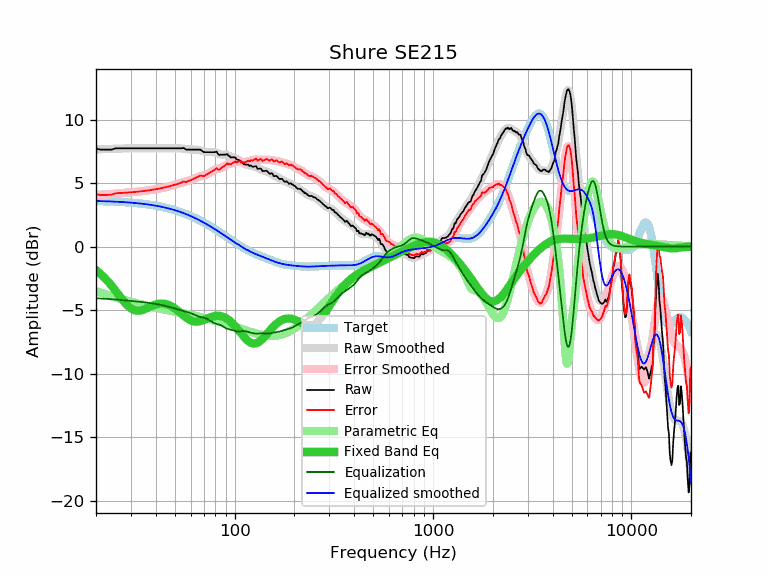 Shure SE215
10
5
0
−5
−10
−15
−20
Amplitude (dBr)
Target
Raw Smoothed
Error Smoothed
Raw
Error
Parametric Eq
Fixed Band Eq
Equalization
Equalized smoothed
100
1000
10000
Frequency (Hz)